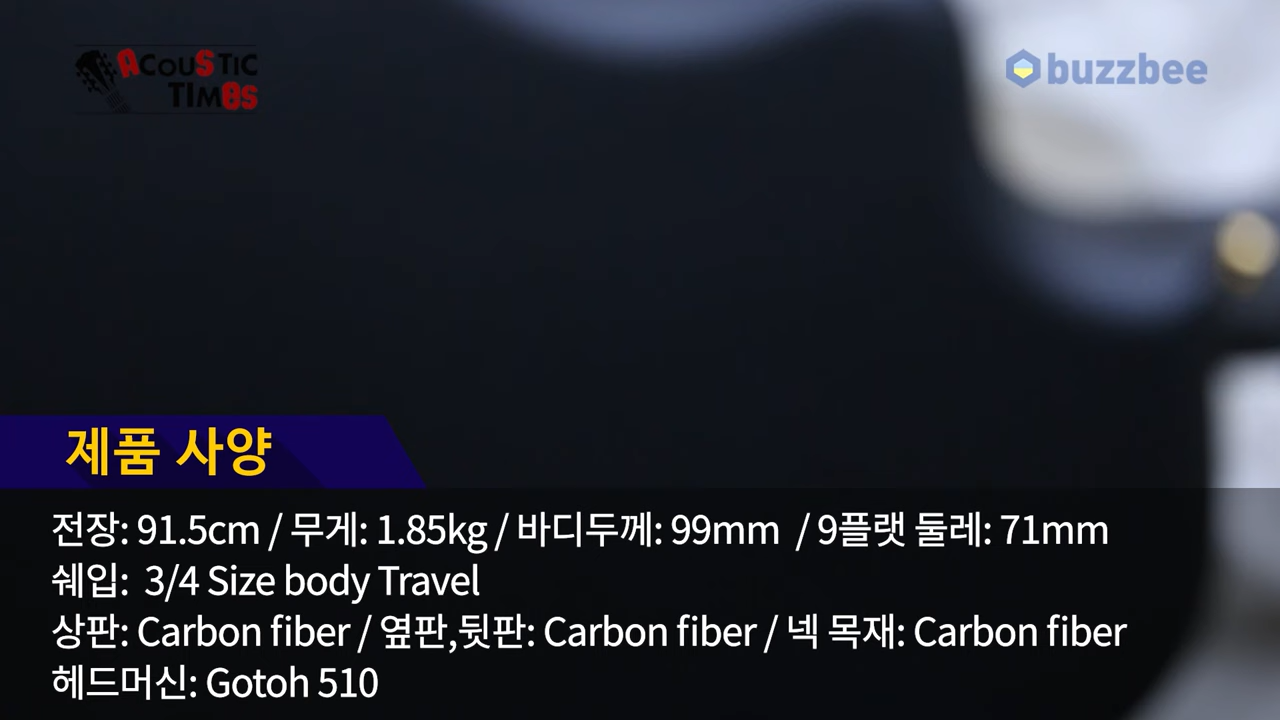 ACOUSTIC
TIMES
buzzbee
제품 사양
전장: 91.5cm / 무게: 1.85kg / 바디두께: 99mm / 9플랫 둘레: 71mm
쉐입: 3/4 Size body Travel
상판: Carbon fiber / 옆판,뒷판: Carbon fiber / 넥 목재: Carbon fiber
헤드머신: Gotoh 510